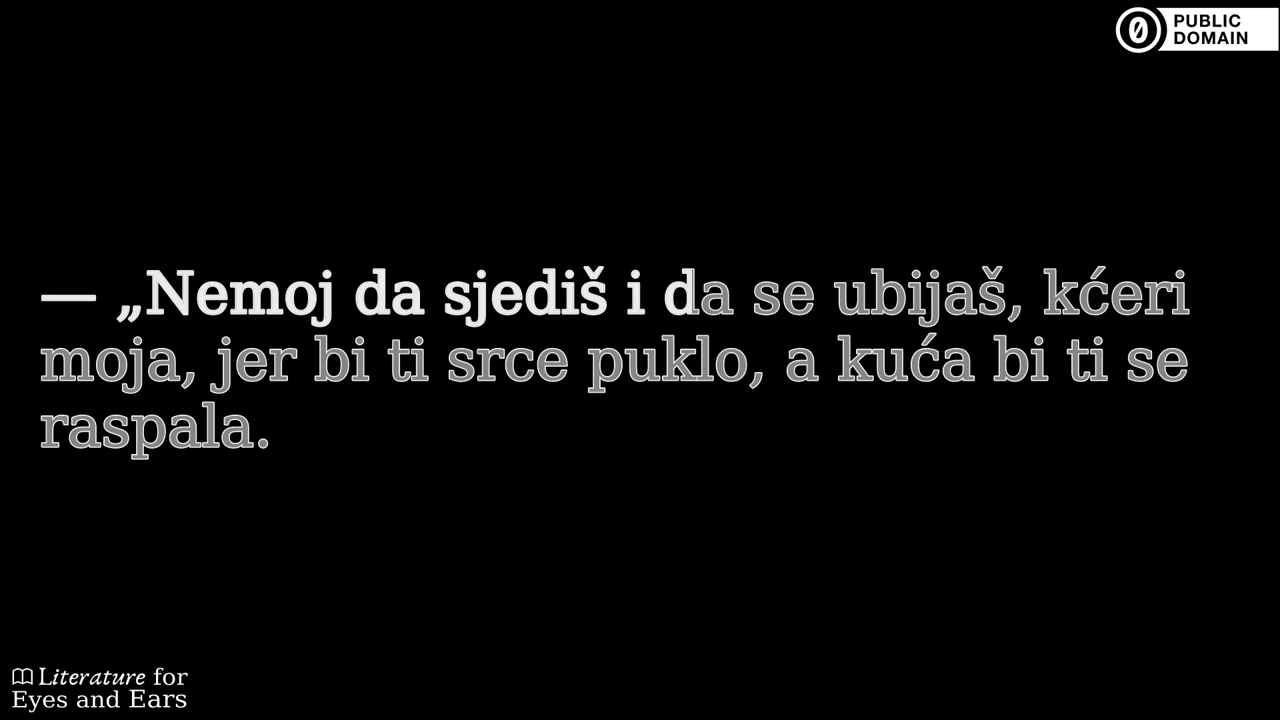 PUBLIC
DOMAIN
— „Nemoj da sjediš i da se ubijaš, kćeri
moja, jer bi ti srce puklo, a kuća bi ti se
raspala.
Literature for
Eyes and Ears